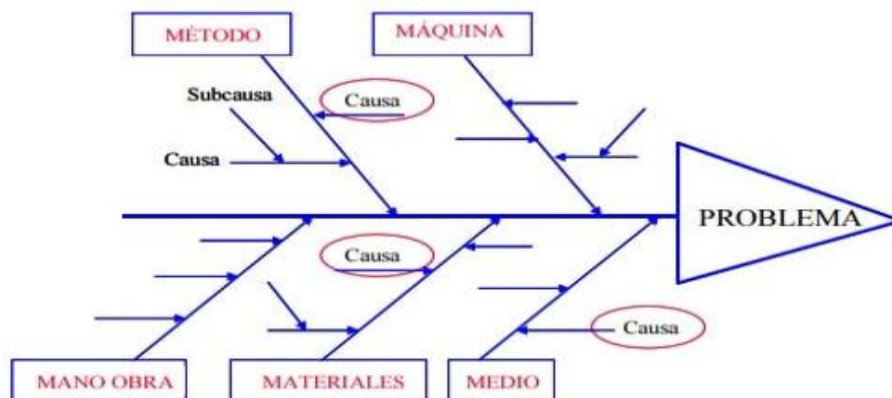 MÉTODO
MÁQUINA
Subcausa
Causa
Causa
PROBLEMA
Causa
Causa
MANO OBRA
MATERIALES
MEDIO